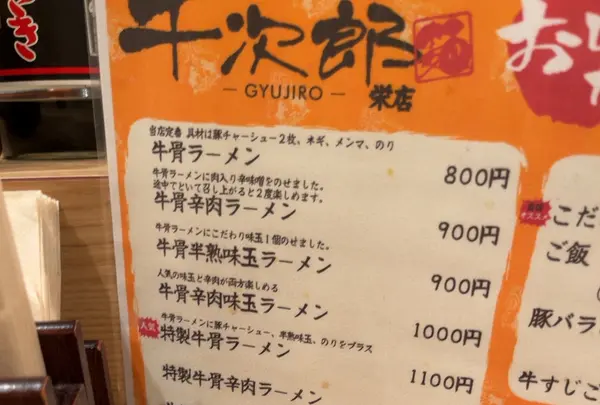 牛次郎
GYUJIRO
栄店
当店定番 具材は豚チャーシュー2枚、木ギ、メンマ、のり
牛骨ラーメン 800円
牛骨ラーメンに肉入り辛味噌をのせました。
途中でといて召し上がると2度楽しめます。
牛骨辛肉ラーメン 900円
牛骨ラーメンにこだわり味玉1個のせました。
牛骨半熟味玉ラーメン 900円
人気の味玉と辛肉が両方楽しめる
牛骨辛肉味玉ラーメン 1000円
人気
牛骨ラーメンに豚チャーシュー、半熟味玉、のりをプラス
特製牛骨ラーメン 1100円
特製牛骨辛肉ラーメン
オススメ
こだ
ご飯
豚バラ
牛すじご